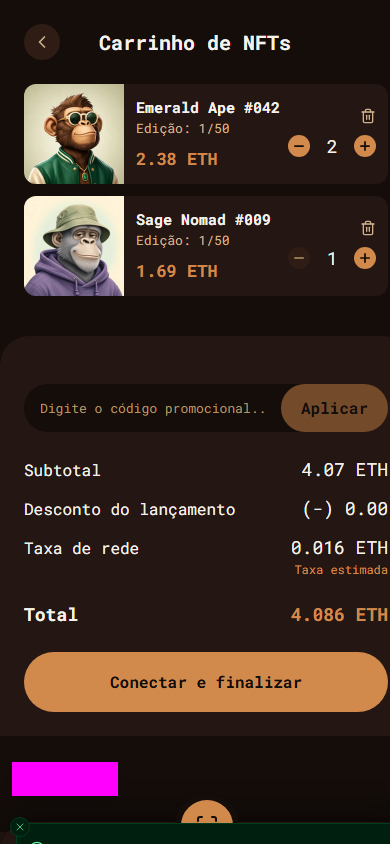 Carrinho de NFTs
Emerald Ape #042
Edição: 1/50
2.38 ETH
2
Sage Nomad #009
Edição: 1/50
1.69 ETH
1
Digite o código promocional..
Aplicar
Subtotal
4.07 ETH
Desconto do lançamento
(-) 0.00
Taxa de rede
0.016 ETH
Taxa estimada
Total
4.086 ETH
Conectar e finalizar